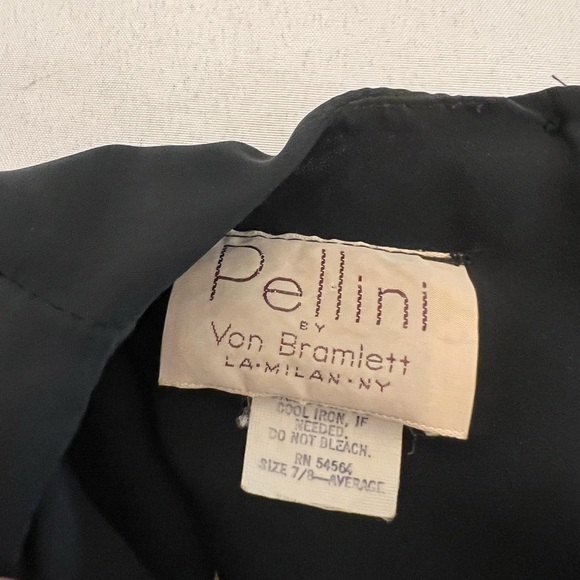 Pellini
BY
Von Bramlett
LA·MILAN·NY
COOL IRON, IF
NEEDED.
DO NOT BLEACH.
RN 54564
SIZE 7/8—AVERAGE